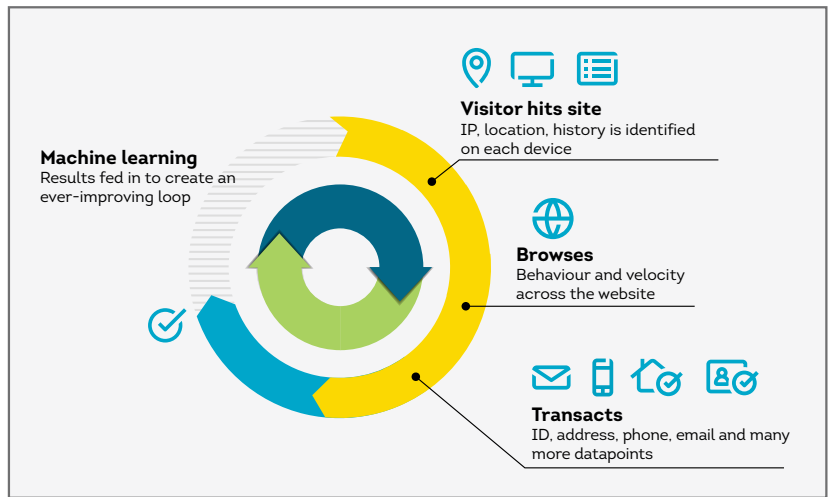 Visitor hits site
IP, location, history is identified
on each device
Machine learning
Results fed in to create an
ever-improving loop
Browses
Behaviour and velocity
across the website
Transacts
ID, address, phone, email and many
more datapoints